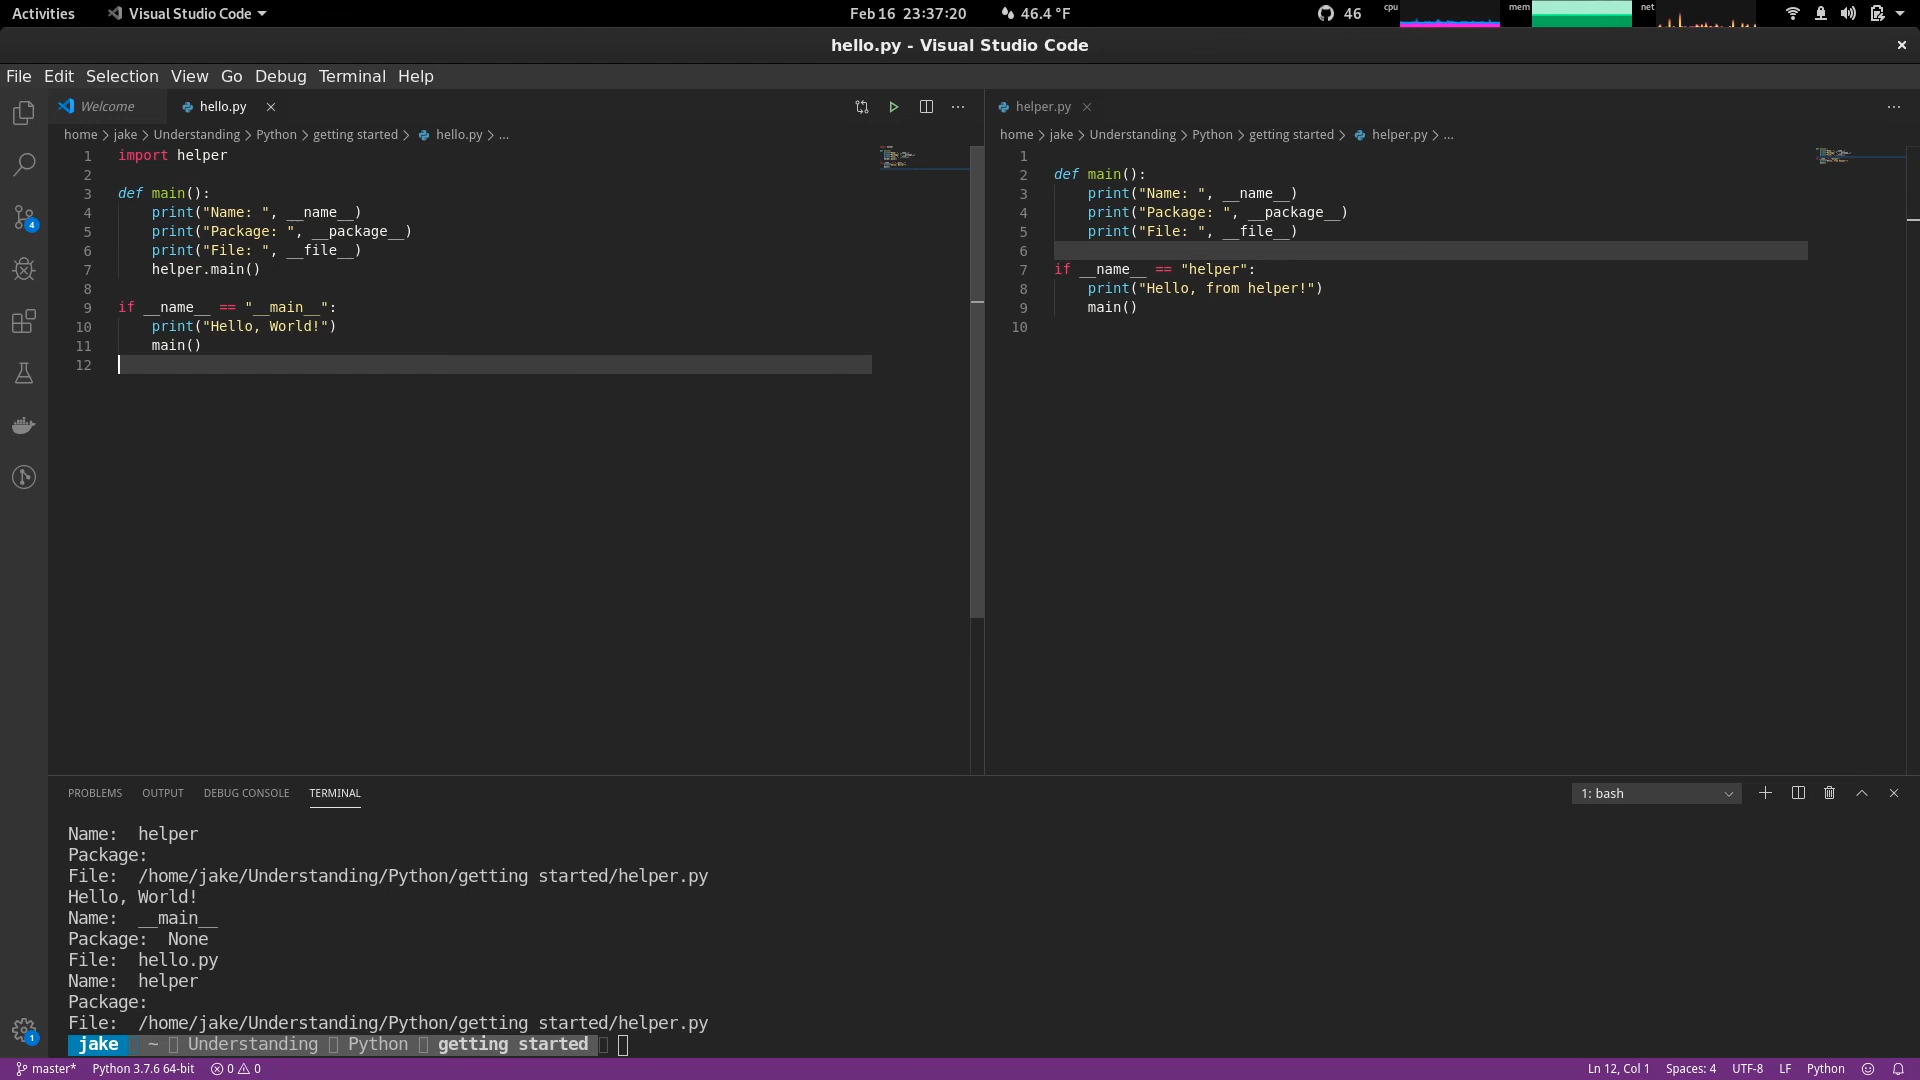 Activities Visual Studio Code Feb 16 23:37:20 46.4 °F 46 cpu mem net
hello.py - Visual Studio Code
File Edit Selection View Go Debug Terminal Help
Welcome hello.py
home > jake > Understanding > Python > getting started > hello.py > ...
1 import helper
2
3 def main():
4     print("Name: ", __name__)
5     print("Package: ", __package__)
6     print("File: ", __file__)
7     helper.main()
8
9 if __name__ == "__main__":
10     print("Hello, World!")
11     main()
12
helper.py
home > jake > Understanding > Python > getting started > helper.py > ...
1
2 def main():
3     print("Name: ", __name__)
4     print("Package: ", __package__)
5     print("File: ", __file__)
6
7 if __name__ == "helper":
8     print("Hello, from helper!")
9     main()
10
4
PROBLEMS OUTPUT DEBUG CONSOLE TERMINAL 1: bash
Name:  helper
Package:
File:  /home/jake/Understanding/Python/getting started/helper.py
Hello, World!
Name:  __main__
Package:  None
File:  hello.py
Name:  helper
Package:
File:  /home/jake/Understanding/Python/getting started/helper.py
jake ~ Understanding Python getting started
1
master* Python 3.7.6 64-bit 0 0 Ln 12, Col 1 Spaces: 4 UTF-8 LF Python